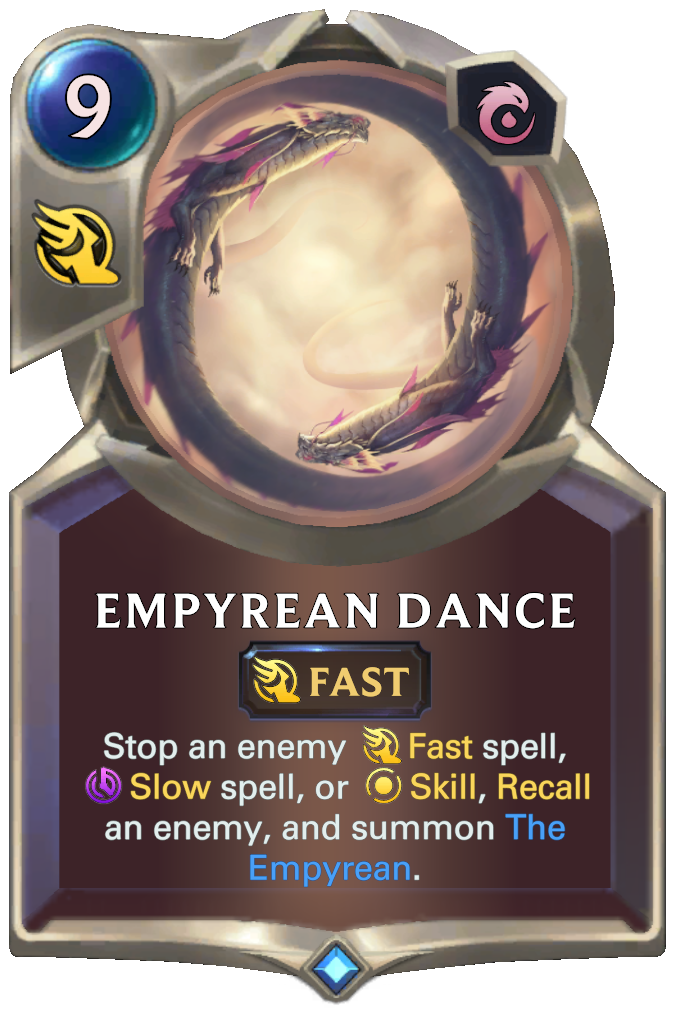 9
EMPYREAN DANCE
FAST
Stop an enemy Fast spell,
Slow spell, or Skill, Recall
an enemy, and summon The
Empyrean.